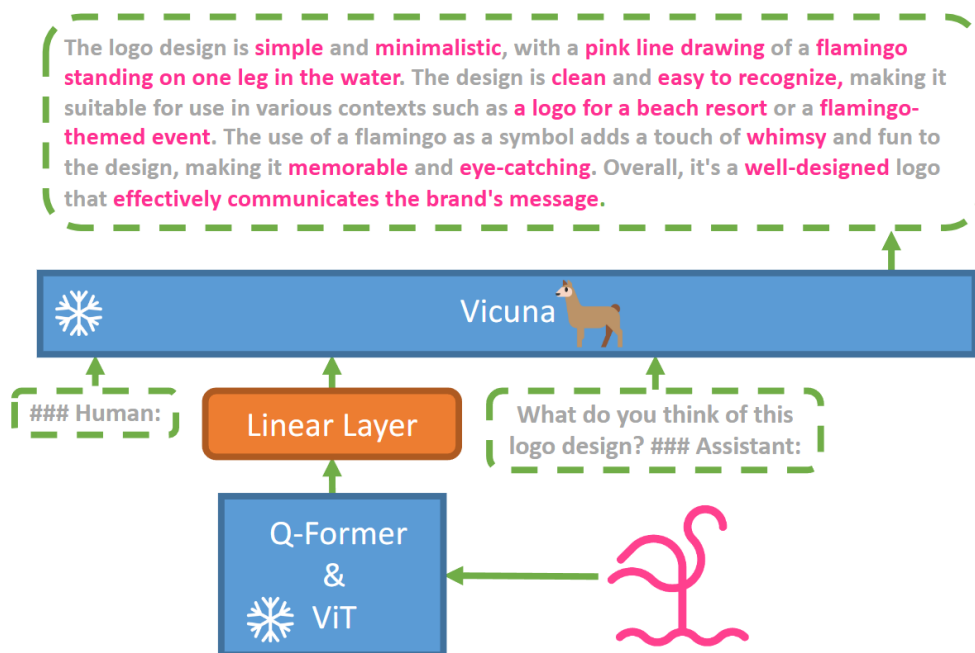 The logo design is simple and minimalistic, with a pink line drawing of a flamingo
standing on one leg in the water. The design is clean and easy to recognize, making it
suitable for use in various contexts such as a logo for a beach resort or a flamingo-
themed event. The use of a flamingo as a symbol adds a touch of whimsy and fun to
the design, making it memorable and eye-catching. Overall, it's a well-designed logo
that effectively communicates the brand's message.
Vicuna
### Human:
Linear Layer
What do you think of this
logo design? ### Assistant:
Q-Former
&
ViT